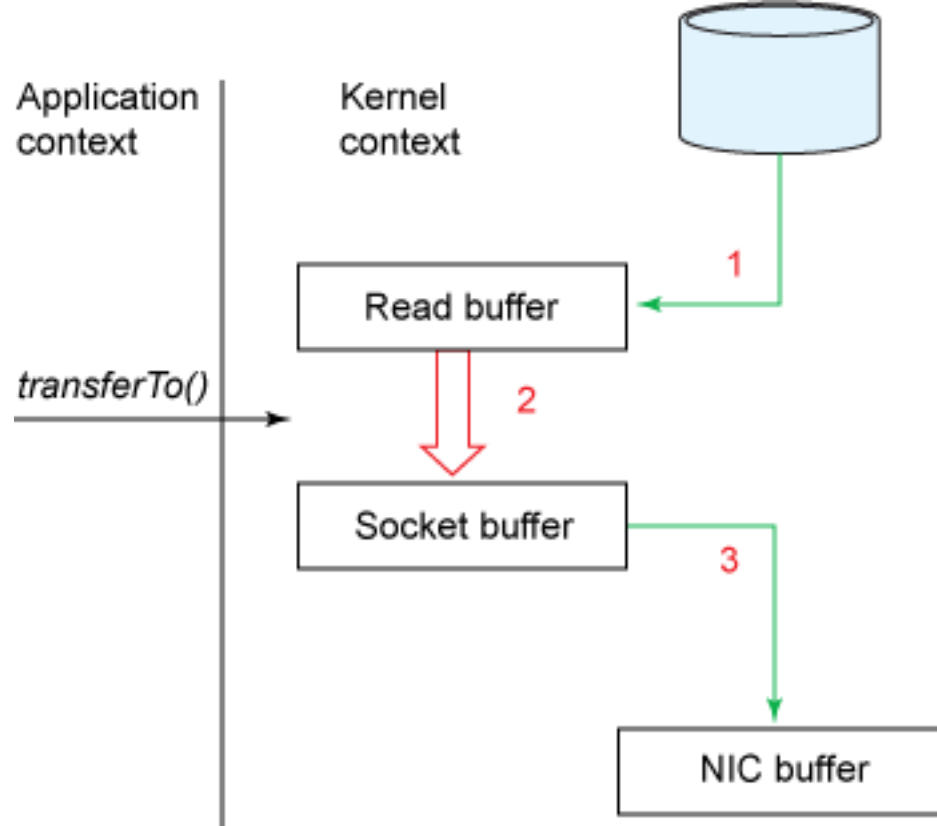 Application
context
Kernel
context
1
Read buffer
transferTo()
2
Socket buffer
3
NIC buffer